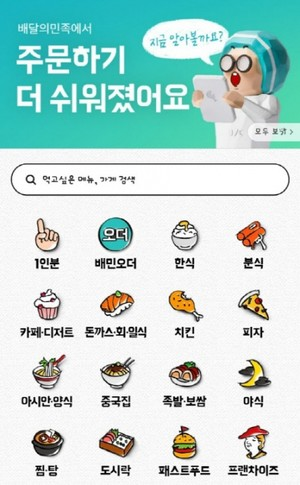 배달의민족에서
주문하기
더 쉬워졌어요
지금 알아볼까요?
모두 보기
먹고싶은 메뉴, 가게 검색
1인분
오더
배민오더
한식
분식
카페·디저트
돈까스·회·일식
치킨
피자
아시안·양식
중국집
족발·보쌈
야식
찜·탕
도시락
패스트푸드
프랜차이즈